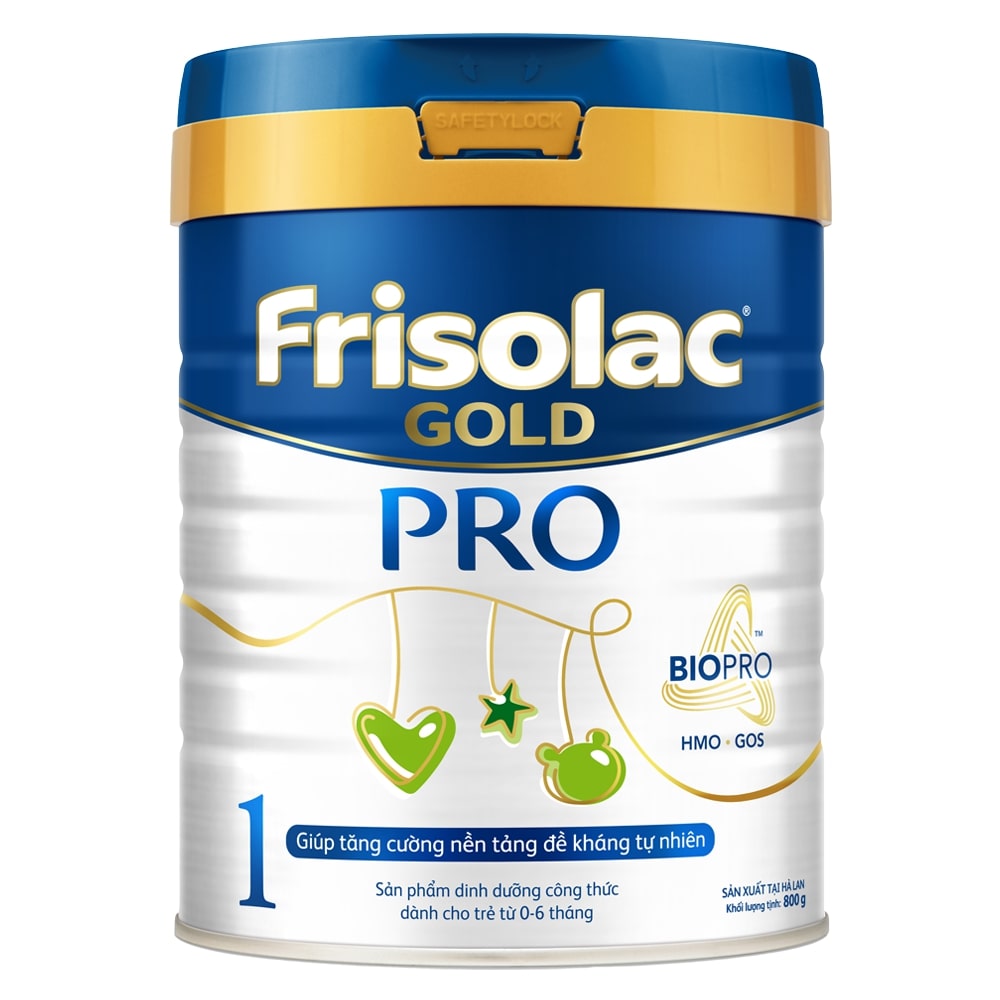 SAFETYLOCK
Frisolac®
GOLD
PRO
BIOPRO™
HMO • GOS
1
Giúp tăng cường nền tảng đề kháng tự nhiên
Sản phẩm dinh dưỡng công thức
dành cho trẻ từ 0-6 tháng
SẢN XUẤT TẠI HÀ LAN
Khối lượng tịnh: 800 g